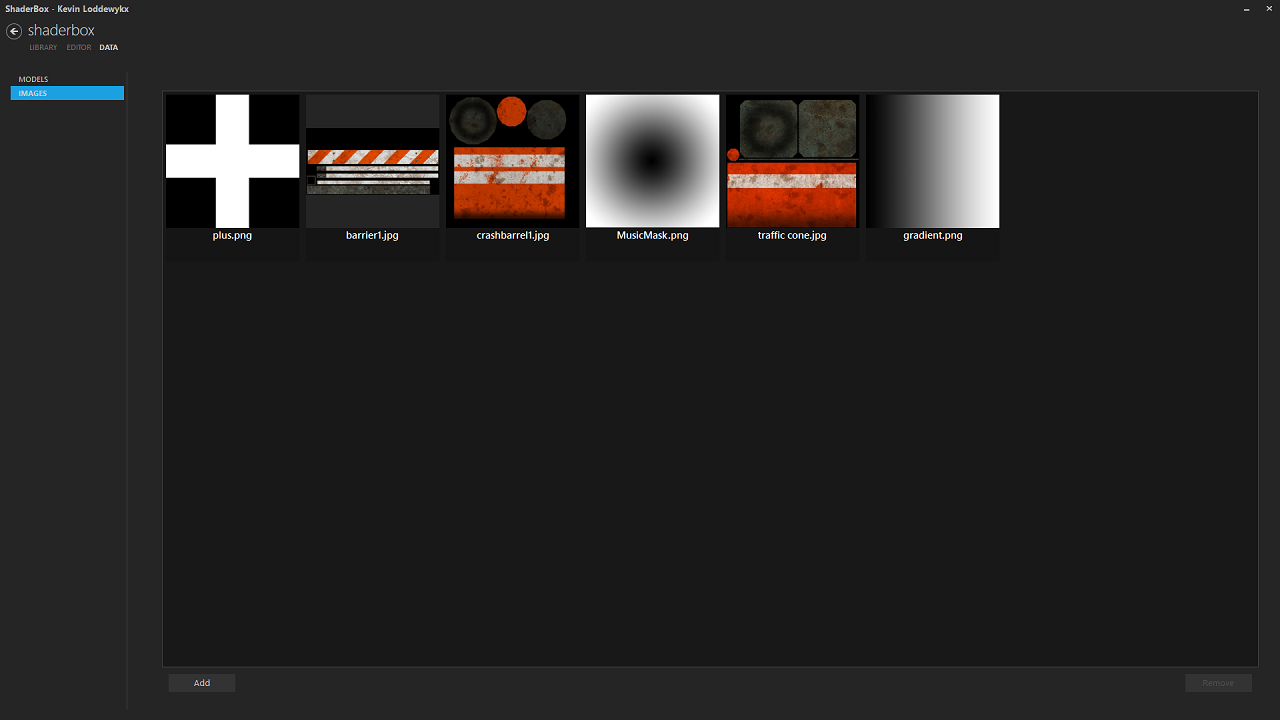 ShaderBox - Kevin Loddewykx
shaderbox
LIBRARY EDITOR DATA
MODELS
IMAGES
plus.png
barrier1.jpg
crashbarrel1.jpg
MusicMask.png
traffic cone.jpg
gradient.png
Add
Remove